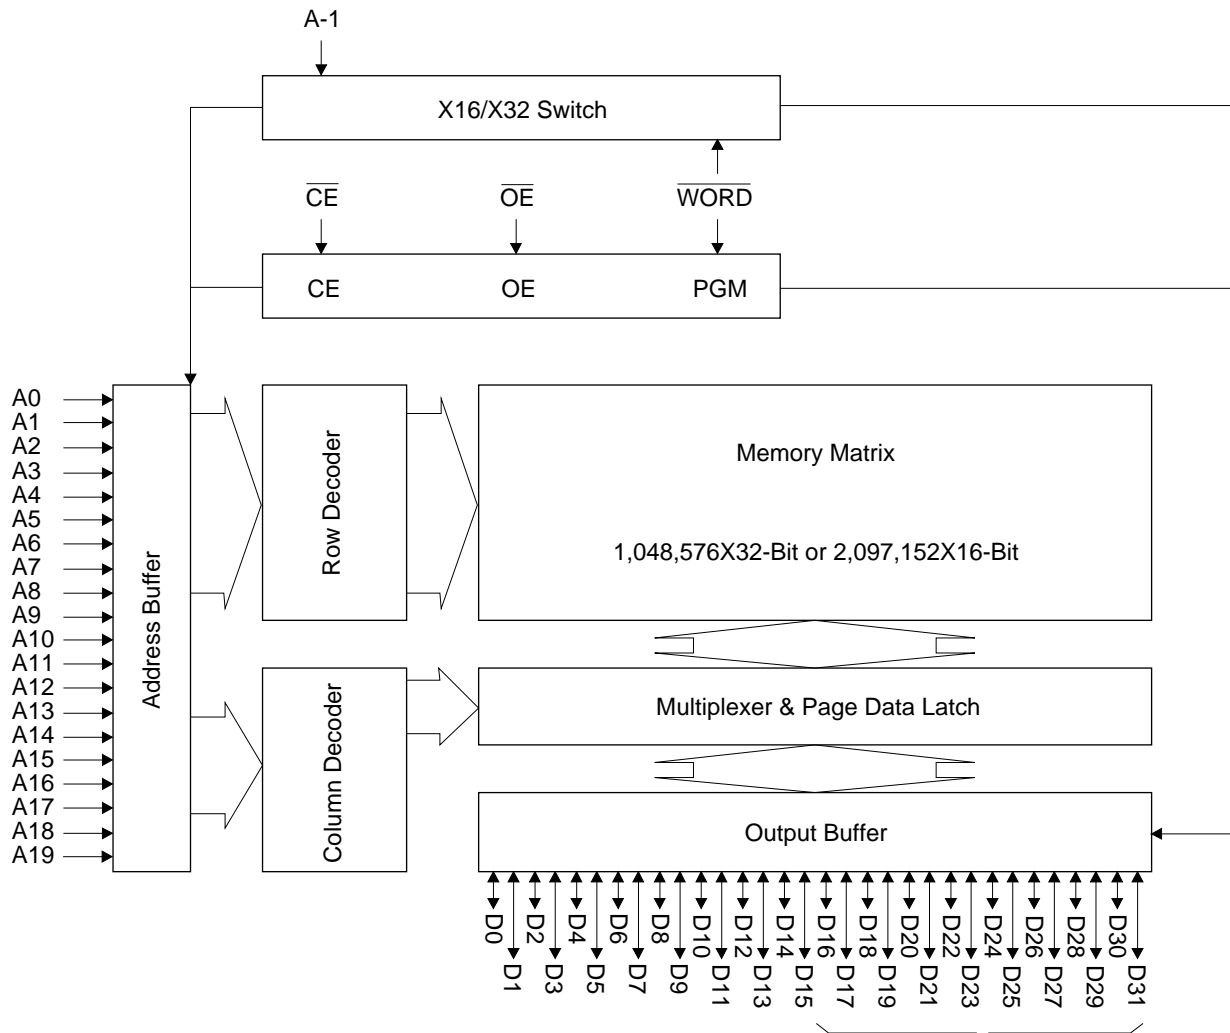 A-1
X16/X32 Switch
CE OE WORD
CE OE PGM
A0
A1
A2
A3
A4
A5
A6
A7
A8
A9
A10
A11
A12
A13
A14
A15
A16
A17
A18
A19
Address Buffer
Row Decoder
Memory Matrix
1,048,576X32-Bit or 2,097,152X16-Bit
Column Decoder
Multiplexer & Page Data Latch
Output Buffer
D0
D1
D2
D3
D4
D5
D6
D7
D8
D9
D10
D11
D12
D13
D14
D15
D16
D17
D18
D19
D20
D21
D22
D23
D24
D25
D26
D27
D28
D29
D30
D31